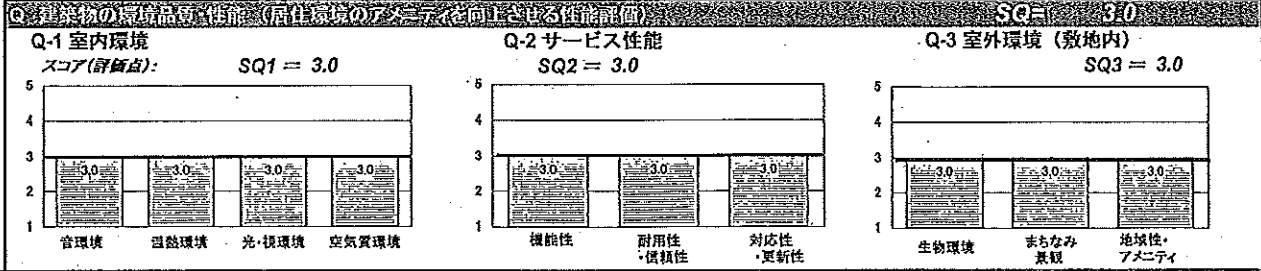 Q 建築物の環境品質・性能 (居住環境のアメニティを向上させる性能評価) SQ= 3.0
Q-1 室内環境
スコア(評価点): SQ1 = 3.0
5
4
3
2
1
3.0 3.0 3.0 3.0
音環境 温熱環境 光・視環境 空気質環境
Q-2 サービス性能
SQ2 = 3.0
5
4
3
2
1
3.0 3.0 3.0
機能性 耐用性・信頼性 対応性・更新性
Q-3 室外環境 (敷地内)
SQ3 = 3.0
5
4
3
2
1
3.0 3.0 3.0
生物環境 まちなみ景観 地域性・アメニティ